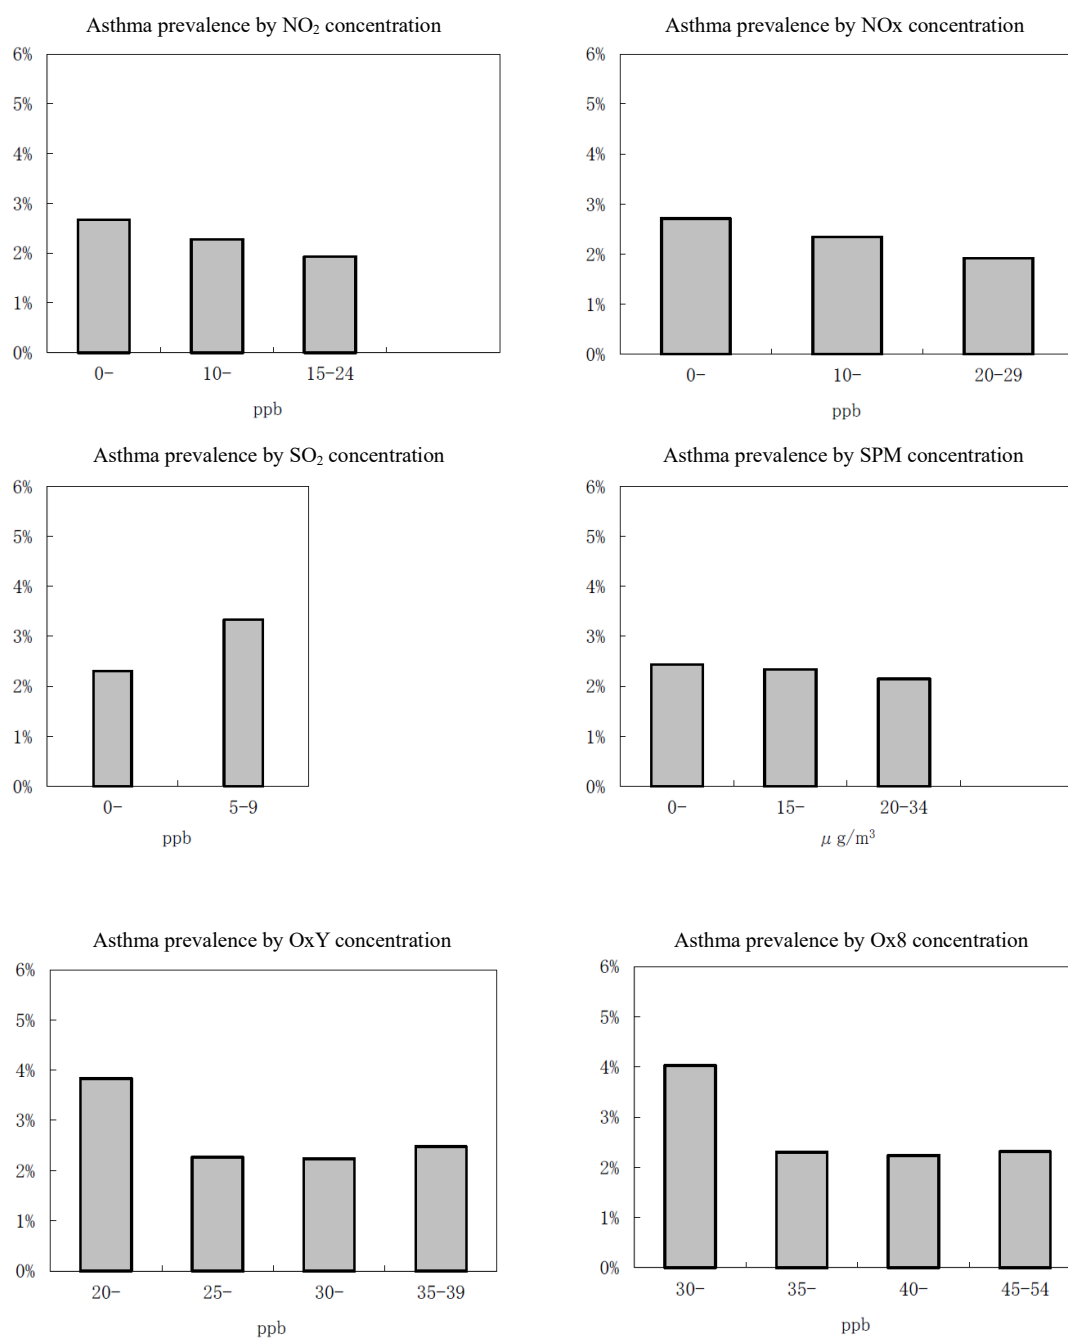 Asthma prevalence by NO₂ concentration
6%
5%
4%
3%
2%
1%
0%
0- 10- 15-24
ppb
Asthma prevalence by NOx concentration
6%
5%
4%
3%
2%
1%
0%
0- 10- 20-29
ppb
Asthma prevalence by SO₂ concentration
6%
5%
4%
3%
2%
1%
0%
0- 5-9
ppb
Asthma prevalence by SPM concentration
6%
5%
4%
3%
2%
1%
0%
0- 15- 20-34
μ g/m³
Asthma prevalence by OxY concentration
6%
5%
4%
3%
2%
1%
0%
20- 25- 30- 35-39
ppb
Asthma prevalence by Ox8 concentration
6%
5%
4%
3%
2%
1%
0%
30- 35- 40- 45-54
ppb